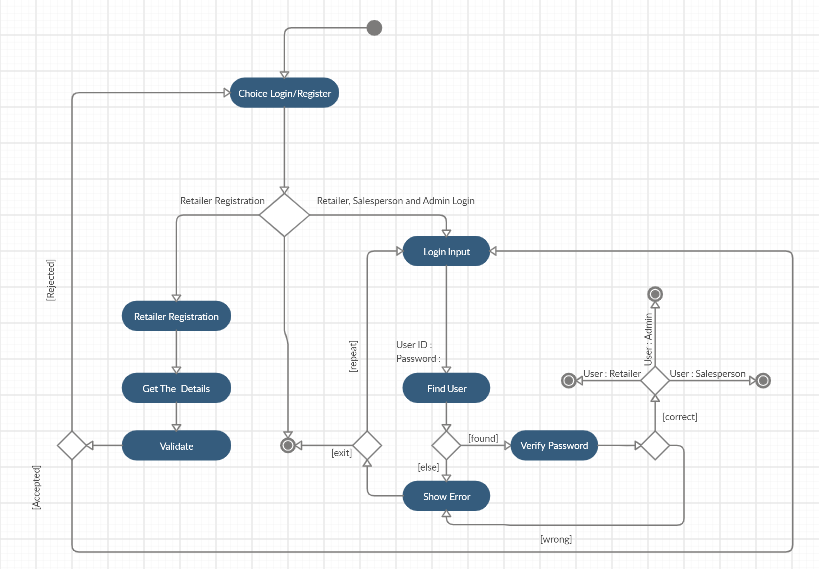 Choice Login/Register
Retailer Registration
Retailer, Salesperson and Admin Login
Login Input
[Rejected]
Retailer Registration
User : Admin
[repeat]
User ID :
Password :
User : Retailer
User : Salesperson
Get The Details
Find User
[correct]
[found]
Validate
[exit]
Verify Password
[else]
[Accepted]
Show Error
[wrong]